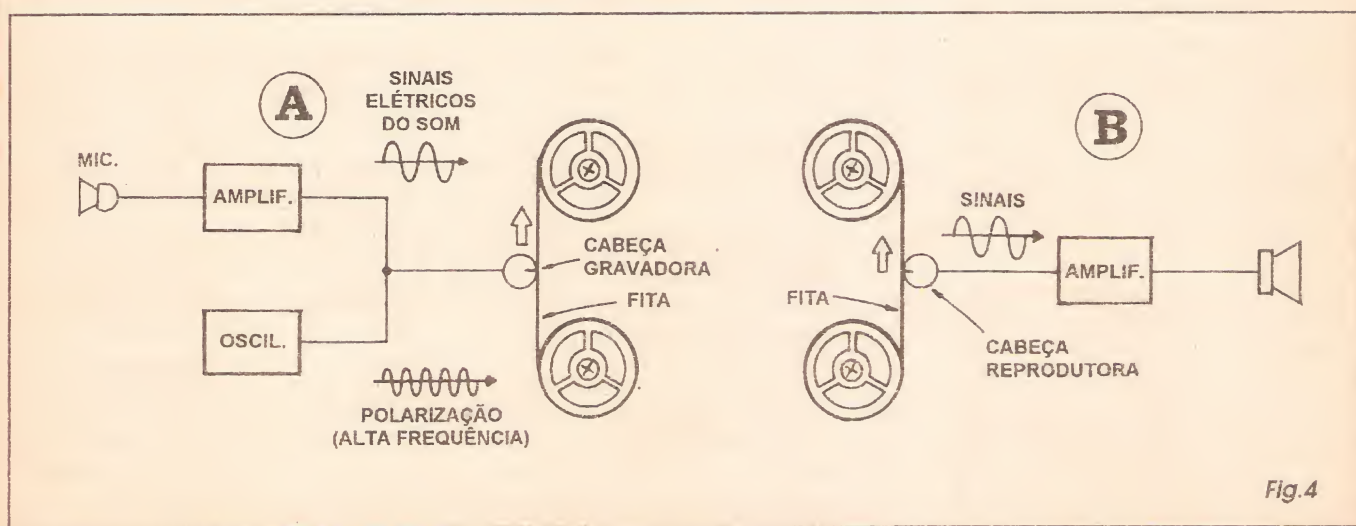 A
SINAIS
ELÉTRICOS
DO SOM
MIC.
AMPLIF.
OSCIL.
CABEÇA
GRAVADORA
FITA
POLARIZAÇÃO
(ALTA FREQUÊNCIA)
B
SINAIS
AMPLIF.
FITA
CABEÇA
REPRODUTORA
Fig.4